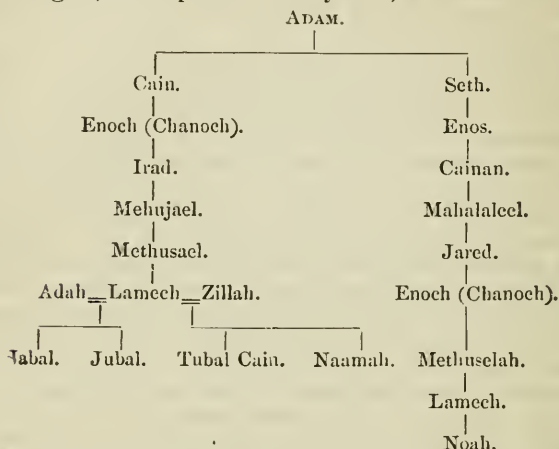 ADAM.
Cain. Seth.
Enoch (Chanoch). Enos.
Irad. Cainan.
Mehujael. Mahalaleel.
Methusael. Jared.
Adah Lamech Zillah. Enoch (Chanoch).
Jabal. Jubal. Tubal Cain. Naamah. Methuselah.
Lamech.
Noah.